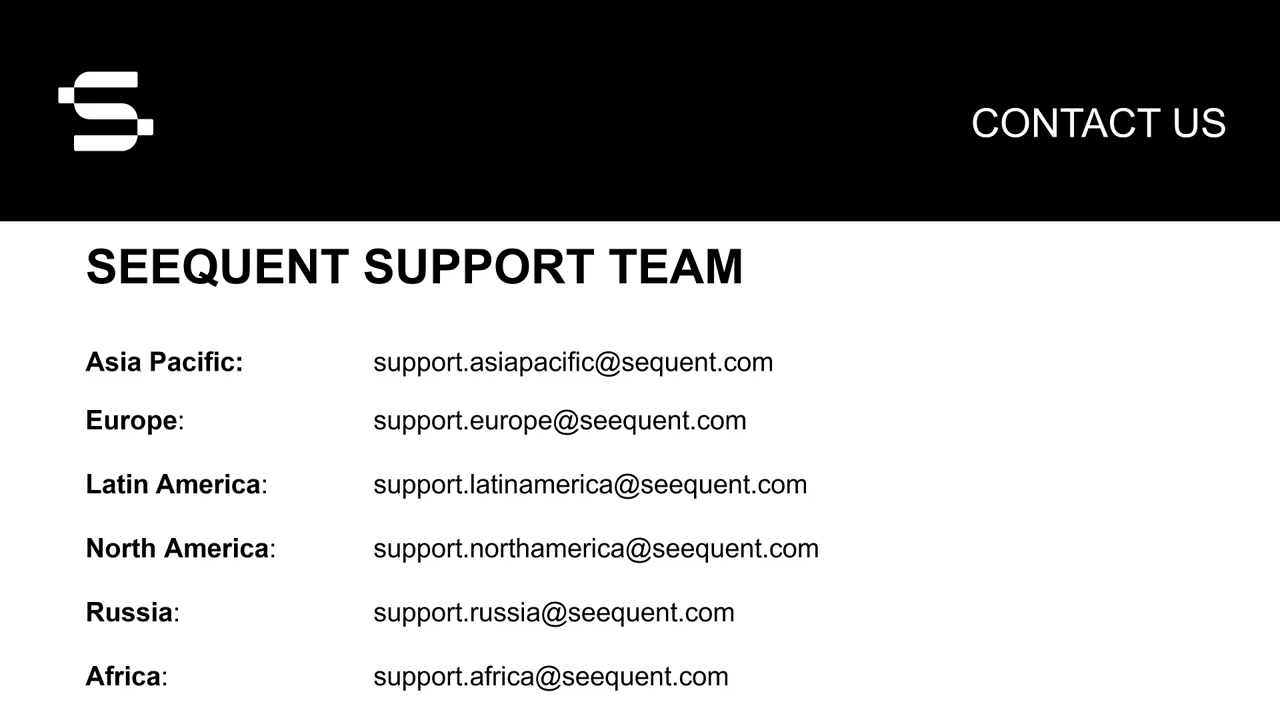 CONTACT US
SEEQUENT SUPPORT TEAM
Asia Pacific: support.asiapacific@sequent.com
Europe: support.europe@seequent.com
Latin America: support.latinamerica@seequent.com
North America: support.northamerica@seequent.com
Russia: support.russia@seequent.com
Africa: support.africa@seequent.com